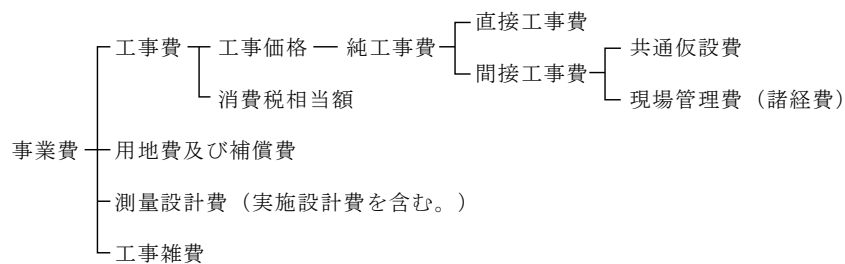 直接工事費
工事費 工事価格 純工事費 共通仮設費
間接工事費
消費税相当額 現場管理費（諸経費）
事業費 用地費及び補償費
測量設計費（実施設計費を含む。）
工事雑費